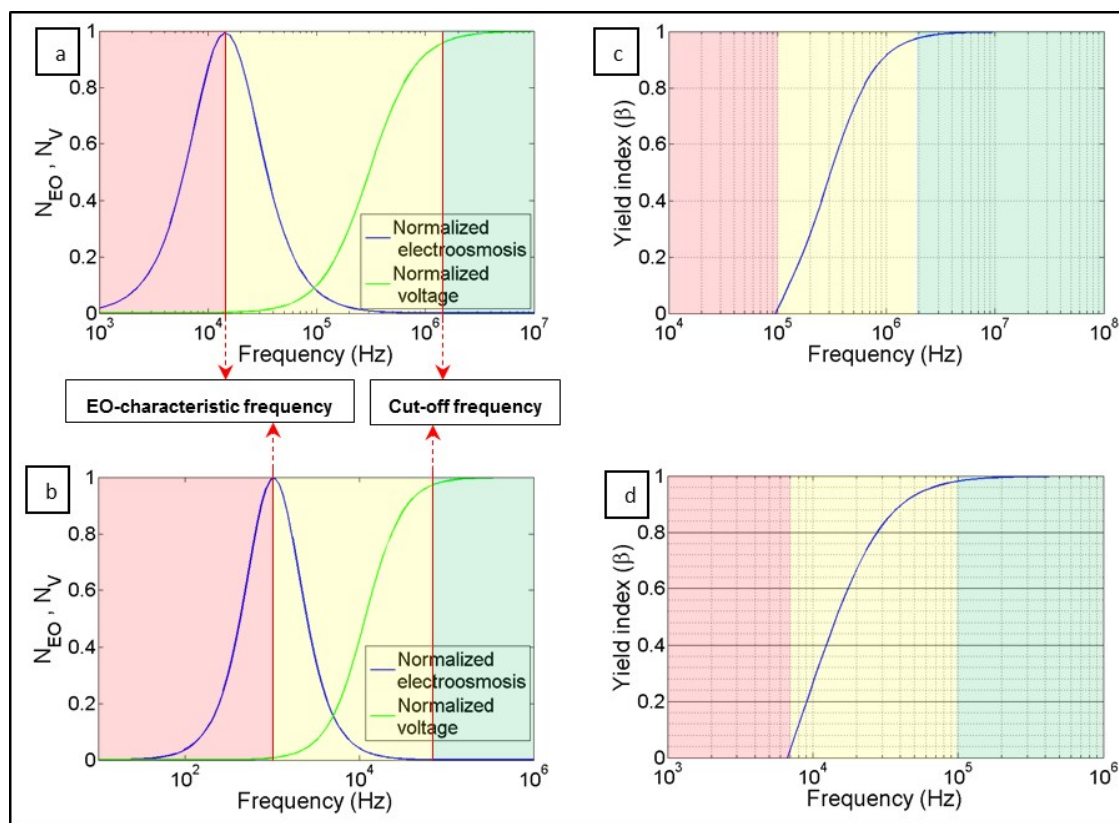 a
1
0.8
0.6
0.4
0.2
0
N_EO , N_V
Normalized
electroosmosis
Normalized
voltage
10^3
10^4
10^5
10^6
10^7
Frequency (Hz)
c
1
0.8
0.6
0.4
0.2
0
Yield index (β)
10^4
10^5
10^6
10^7
10^8
Frequency (Hz)
EO-characteristic frequency
Cut-off frequency
b
1
0.8
0.6
0.4
0.2
0
N_EO , N_V
Normalized
electroosmosis
Normalized
voltage
10^2
10^4
10^6
Frequency (Hz)
d
1
0.8
0.6
0.4
0.2
0
Yield index (β)
10^3
10^4
10^5
10^6
Frequency (Hz)